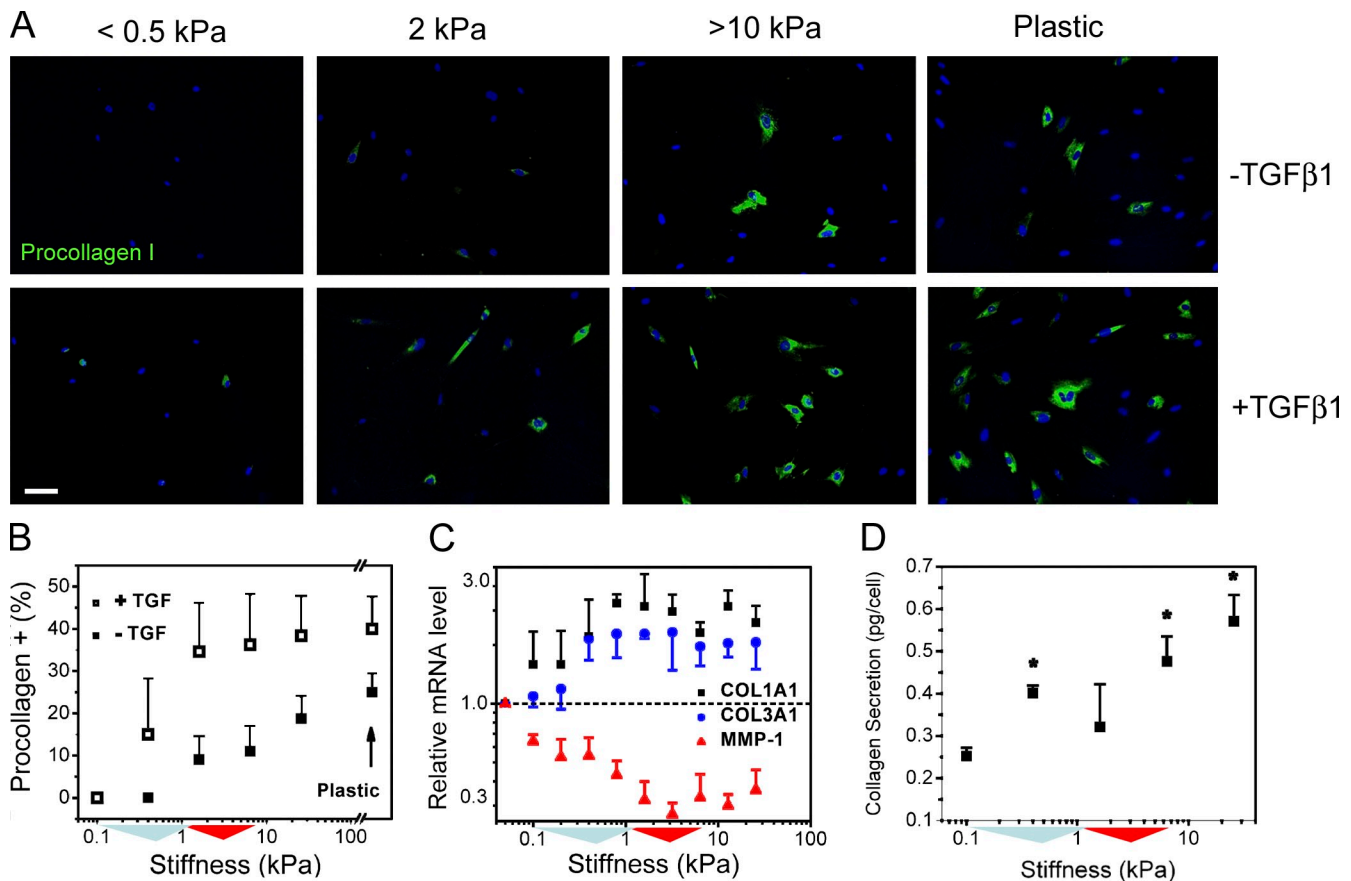 A
< 0.5 kPa
2 kPa
>10 kPa
Plastic
-TGFβ1
Procollagen I
+TGFβ1
B
Procollagen + (%)
50
40
30
20
10
0
+ TGF
- TGF
Plastic
0.1
1
10
100
Stiffness (kPa)
C
Relative mRNA level
3.0
1.0
0.3
COL1A1
COL3A1
MMP-1
0.1
1
10
100
Stiffness (kPa)
D
Collagen Secretion (pg/cell)
0.7
0.6
0.5
0.4
0.3
0.2
0.1
*
*
*
0.1
1
10
Stiffness (kPa)